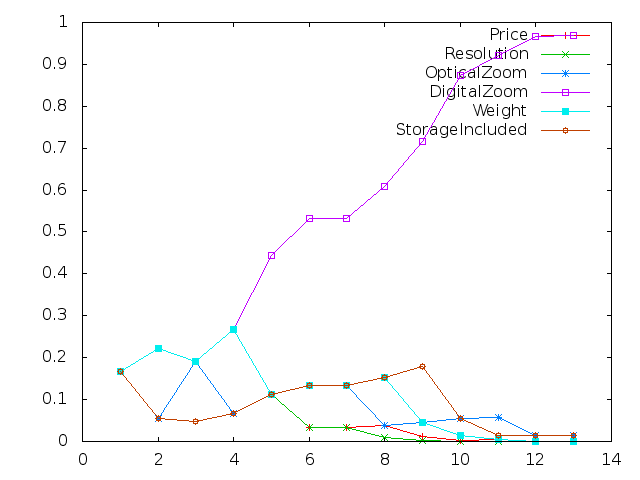 1
0.9
0.8
0.7
0.6
0.5
0.4
0.3
0.2
0.1
0
0 2 4 6 8 10 12 14
Price
Resolution
OpticalZoom
DigitalZoom
Weight
StorageIncluded